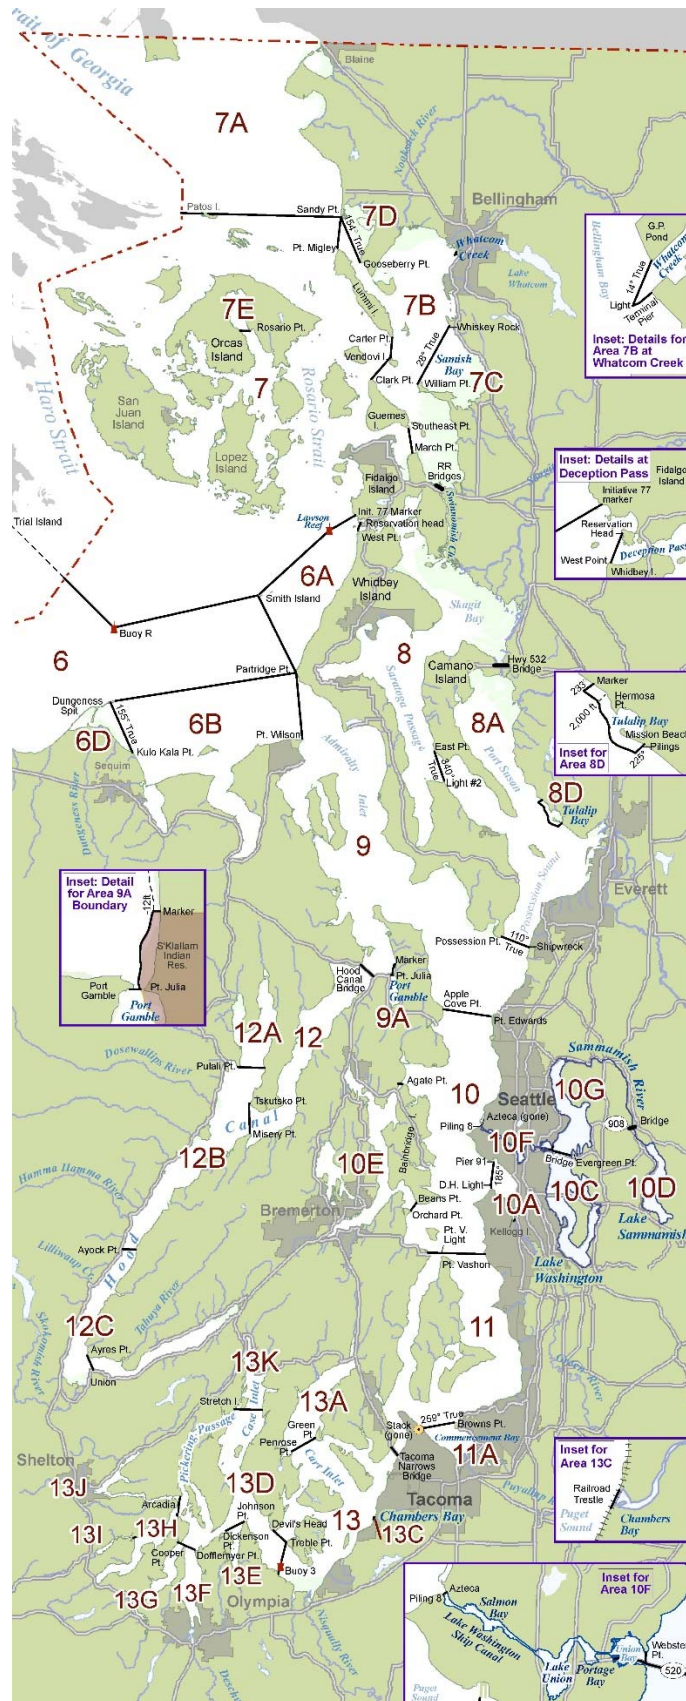 rait of Georgia
Blaine
7A
Nooksack River
Bellingham
Patos I.
Sandy Pt.
154° True
7D
Pt. Migley
Gooseberry Pt.
Whatcom
Creek
Lake
Whatcom
G.P.
Pond
Bellingham Bay
14° True
Whatcom
Creek
Light
Terminal
Pier
Inset: Details for
Area 7B at
Whatcom Creek
Lummi I.
7E
Rosario Pt.
Orcas
Island
7
7B
Carter Pt.
Vendovi I.
Whiskey Rock
28° True
Samish
Bay
Clark Pt.
William Pt.
7C
Haro Strait
San
Juan
Island
Lopez
Island
Rosario Strait
Guemes
I.
Southeast Pt.
March Pt.
Fidalgo
Island
RR
Bridges
Swinomish Ch.
Skagit
Inset: Details at
Deception Pass
Fidalgo
Island
Initiative 77
marker
Reservation
Head
West Point
Deception Pass
Whidbey I.
Trial Island
Lawson
Reef
Init. 77 Marker
Reservation head
West Pt.
6A
Whidbey
Island
Smith Island
Buoy R
6
Skagit
Bay
8
Camano
Island
Hwy 532
Bridge
Partridge Pt.
Dungeness
Spit
155° True
6B
6D
Kulo Kala Pt.
Sequim
Dungeness River
Pt. Wilson
Admiralty
Inlet
Saratoga Passage
8A
Port Susan
East Pt.
340°
True
Light #2
233°
Marker
2,000 ft.
Hermosa
Pt.
Tulalip Bay
Mission Beach
Pilings
225°
Inset for
Area 8D
8D
Tulalip
Bay
9
Everett
Possession Sound
Inset: Detail
for Area 9A
Boundary
-12ft
Marker
S'Klallam
Indian
Res.
Port
Gamble
Pt. Julia
Port
Gamble
Possession Pt.
110°
True
Shipwreck
Hood
Canal
Bridge
Marker
Pt. Julia
Port
Gamble
9A
Apple
Cove Pt.
Pt. Edwards
12A
12
Dosewallips River
Pulali Pt.
Tskutsko Pt.
Canal
Misery Pt.
12B
Hood
Agate Pt.
10
Seattle
Azteca (gone)
Piling 8
10G
Sammamish
River
908
Bridge
10F
Bridge
Evergreen Pt.
Bainbridge I.
10E
Pier 91
185°
D.H. Light
10A
10C
10D
Lake
Sammamish
Hamma Hamma River
Bremerton
Beans Pt.
Orchard Pt.
Kellogg I.
Lake
Washington
Pt. V.
Light
Pt. Vashon
Ayock Pt.
Lilliwaup Cr.
Tahuya River
Skokomish River
12C
Ayres Pt.
Union
11
Green River
13K
Stretch I.
Case Inlet
13A
Green
Pt.
Penrose
Pt.
Carr Inlet
Pickering Passage
Stack
(gone)
259° True
Browns Pt.
Commencement Bay
11A
Tacoma
Narrows
Bridge
Tacoma
Puyallup River
Shelton
13J
13D
Arcadia
Johnson
Pt.
Devil's Head
13
Chambers Bay
13C
13I
13H
Cooper
Pt.
Dickenson
Pt.
Dofflemyer Pt.
Treble Pt.
Buoy 3
13G
13F
13E
Olympia
Nisqually River
Desch
Inset for
Area 13C
Railroad
Trestle
Puget
Sound
Chambers
Bay
Inset for
Area 10F
Azteca
Piling 8
Salmon
Bay
Lake Washington
Ship Canal
Lake
Union
Portage
Bay
Union
Bay
Webster
Pt.
520
Puget
Sound